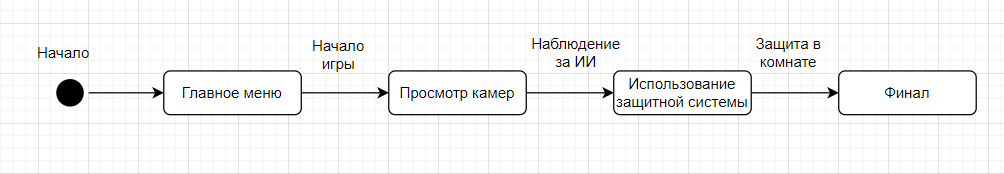 Начало
Главное меню
Начало
игры
Просмотр камер
Наблюдение
за ИИ
Использование
защитной системы
Защита в
комнате
Финал